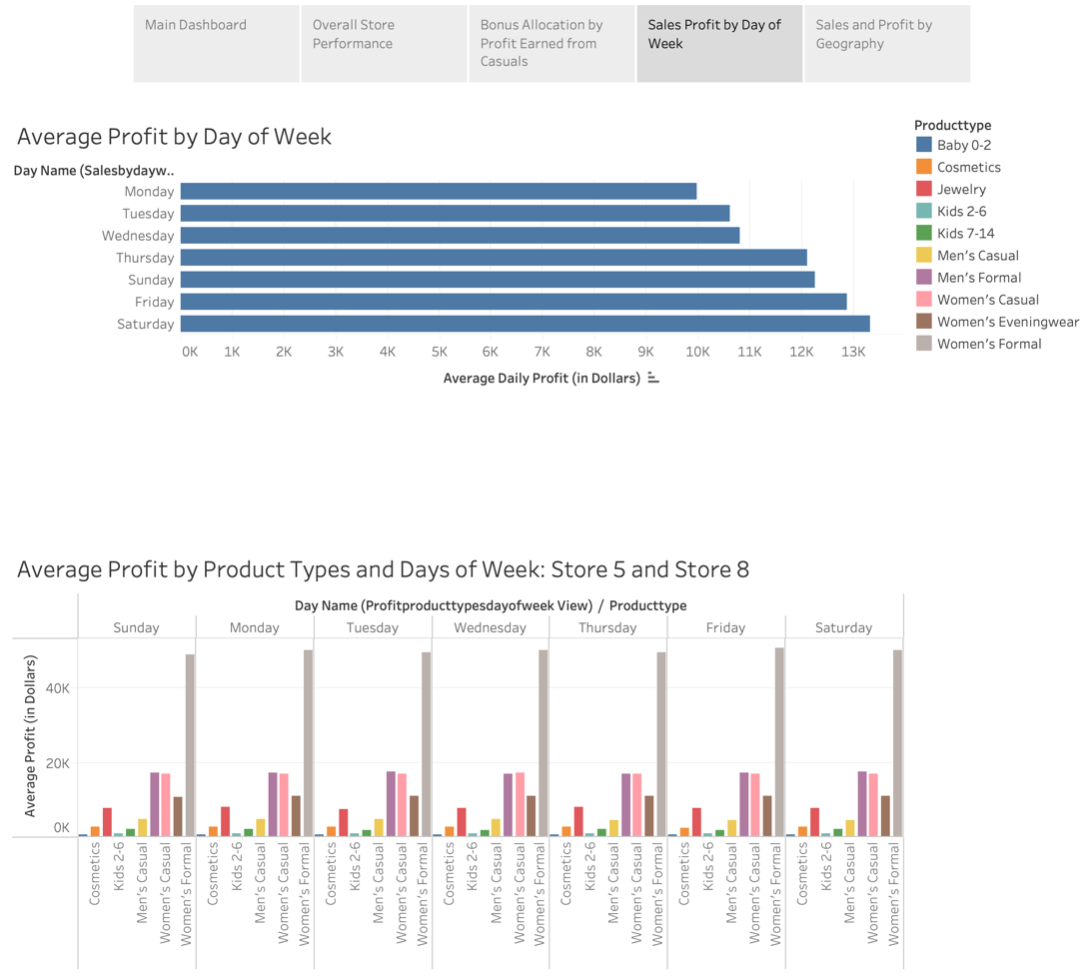 Main Dashboard
Overall Store
Performance
Bonus Allocation by
Profit Earned from
Casuals
Sales Profit by Day of
Week
Sales and Profit by
Geography
Average Profit by Day of Week
Day Name (Salesbydayw..
Monday
Tuesday
Wednesday
Thursday
Sunday
Friday
Saturday
0K 1K 2K 3K 4K 5K 6K 7K 8K 9K 10K 11K 12K 13K
Average Daily Profit (in Dollars)
Producttype
Baby 0-2
Cosmetics
Jewelry
Kids 2-6
Kids 7-14
Men's Casual
Men's Formal
Women's Casual
Women's Eveningwear
Women's Formal
Average Profit by Product Types and Days of Week: Store 5 and Store 8
Day Name (Profitproducttypesdayofweek View) / Producttype
Sunday Monday Tuesday Wednesday Thursday Friday Saturday
Average Profit (in Dollars)
40K
20K
0K
Cosmetics
Kids 2-6
Men's Casual
Women's Casual
Women's Formal
Cosmetics
Kids 2-6
Men's Casual
Women's Casual
Women's Formal
Cosmetics
Kids 2-6
Men's Casual
Women's Casual
Women's Formal
Cosmetics
Kids 2-6
Men's Casual
Women's Casual
Women's Formal
Cosmetics
Kids 2-6
Men's Casual
Women's Casual
Women's Formal
Cosmetics
Kids 2-6
Men's Casual
Women's Casual
Women's Formal
Cosmetics
Kids 2-6
Men's Casual
Women's Casual
Women's Formal